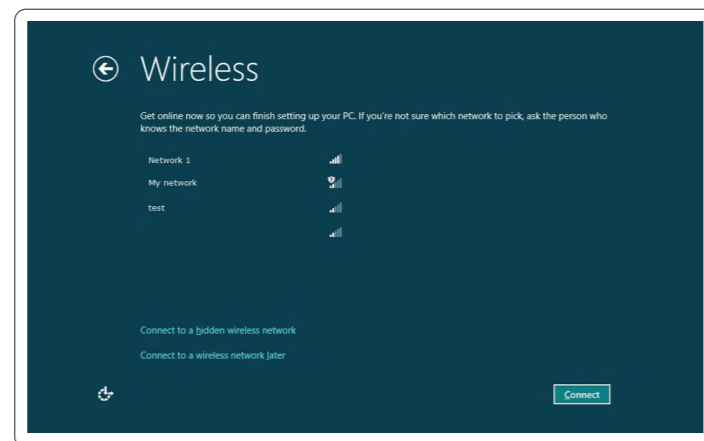 Wireless
Get online now so you can finish setting up your PC. If you're not sure which network to pick, ask the person who
knows the network name and password.
Network 1
My network
test
Connect to a hidden wireless network
Connect to a wireless network later
Connect